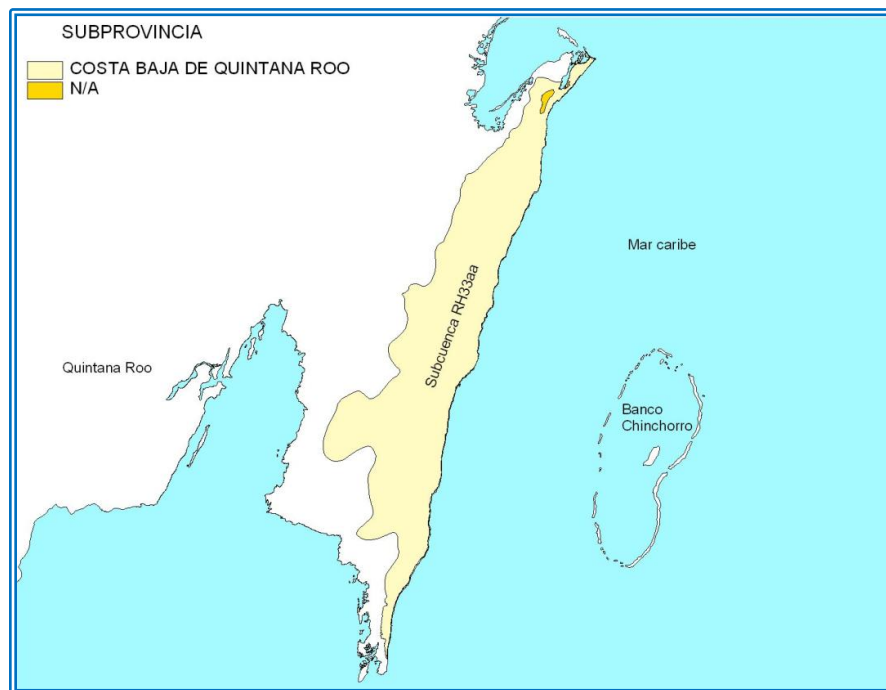 SUBPROVINCIA
COSTA BAJA DE QUINTANA ROO
N/A
Mar caribe
Subcuenca RH33aa
Quintana Roo
Banco
Chinchorro